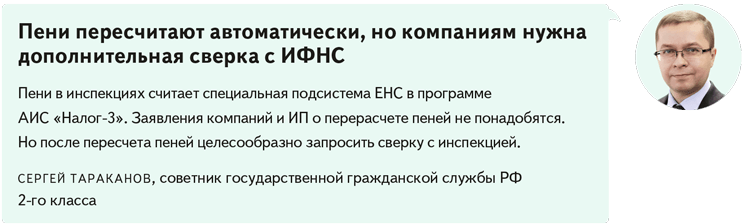 Пени пересчитают автоматически, но компаниям нужна
дополнительная сверка с ИФНС
Пени в инспекциях считает специальная подсистема ЕНС в программе
АИС «Налог-3». Заявления компаний и ИП о перерасчете пеней не понадобятся.
Но после пересчета пеней целесообразно запросить сверку с инспекцией.
СЕРГЕЙ ТАРАКАНОВ, советник государственной гражданской службы РФ
2-го класса